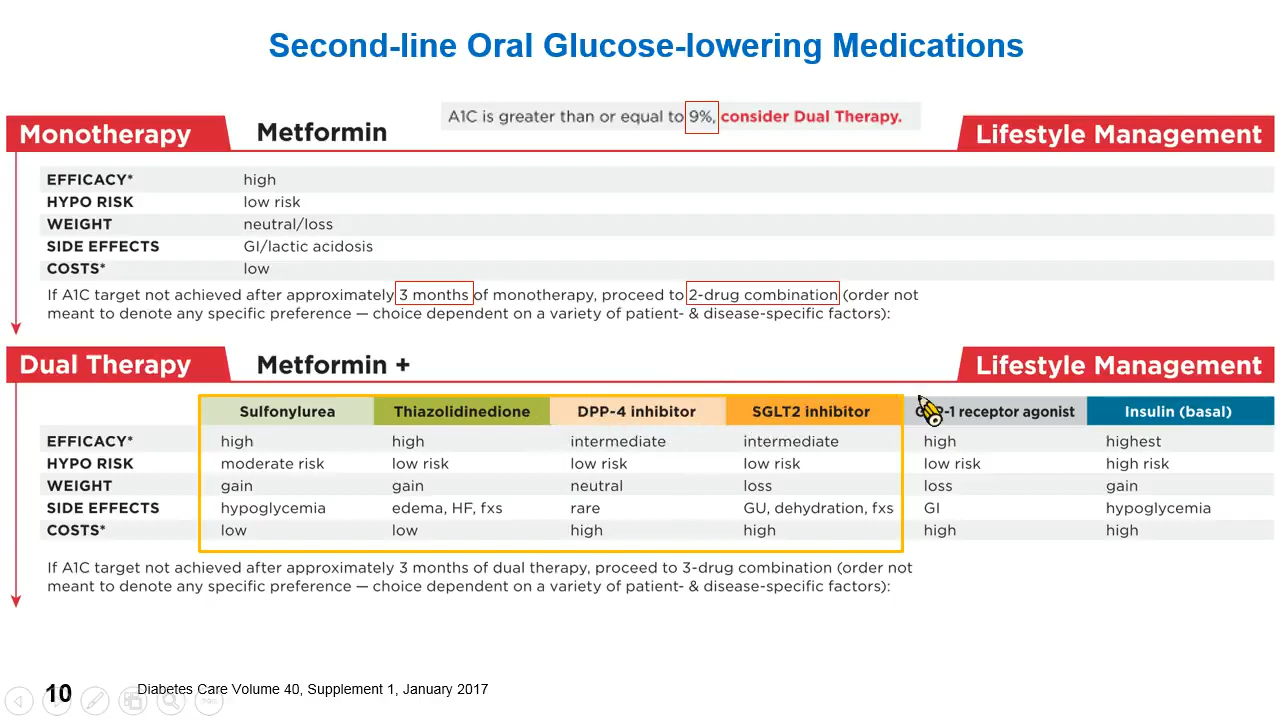 Second-line Oral Glucose-lowering Medications
A1C is greater than or equal to 9%, consider Dual Therapy.
Monotherapy Metformin Lifestyle Management
EFFICACY* high
HYPO RISK low risk
WEIGHT neutral/loss
SIDE EFFECTS GI/lactic acidosis
COSTS* low
If A1C target not achieved after approximately 3 months of monotherapy, proceed to 2-drug combination (order not
meant to denote any specific preference — choice dependent on a variety of patient- & disease-specific factors):
Dual Therapy Metformin + Lifestyle Management
Sulfonylurea Thiazolidinedione DPP-4 inhibitor SGLT2 inhibitor receptor agonist Insulin (basal)
EFFICACY* high high intermediate intermediate high highest
HYPO RISK moderate risk low risk low risk low risk low risk high risk
WEIGHT gain gain neutral loss loss gain
SIDE EFFECTS hypoglycemia edema, HF, fxs rare GU, dehydration, fxs GI hypoglycemia
COSTS* low low high high high high
If A1C target not achieved after approximately 3 months of dual therapy, proceed to 3-drug combination (order not
meant to denote any specific preference — choice dependent on a variety of patient- & disease-specific factors):
10 Diabetes Care Volume 40, Supplement 1, January 2017